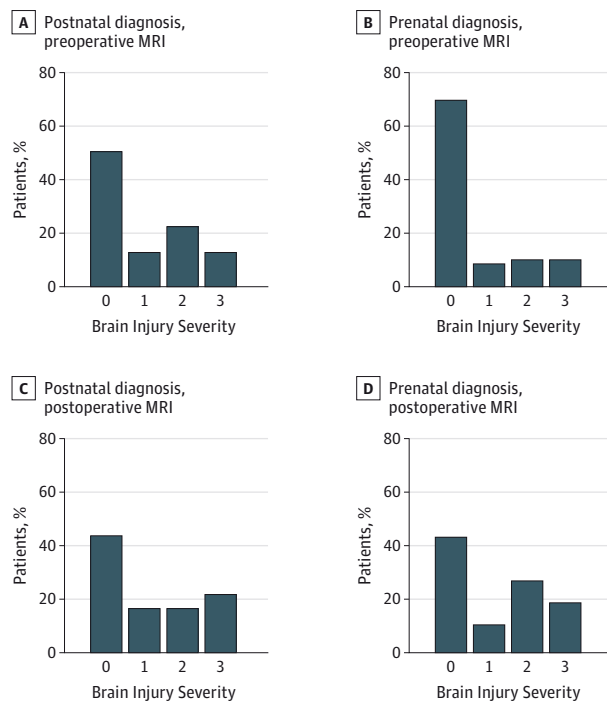 A Postnatal diagnosis,
preoperative MRI
80
60
40
20
0
Patients, %
0 1 2 3
Brain Injury Severity
B Prenatal diagnosis,
preoperative MRI
80
60
40
20
0
Patients, %
0 1 2 3
Brain Injury Severity
C Postnatal diagnosis,
postoperative MRI
80
60
40
20
0
Patients, %
0 1 2 3
Brain Injury Severity
D Prenatal diagnosis,
postoperative MRI
80
60
40
20
0
Patients, %
0 1 2 3
Brain Injury Severity